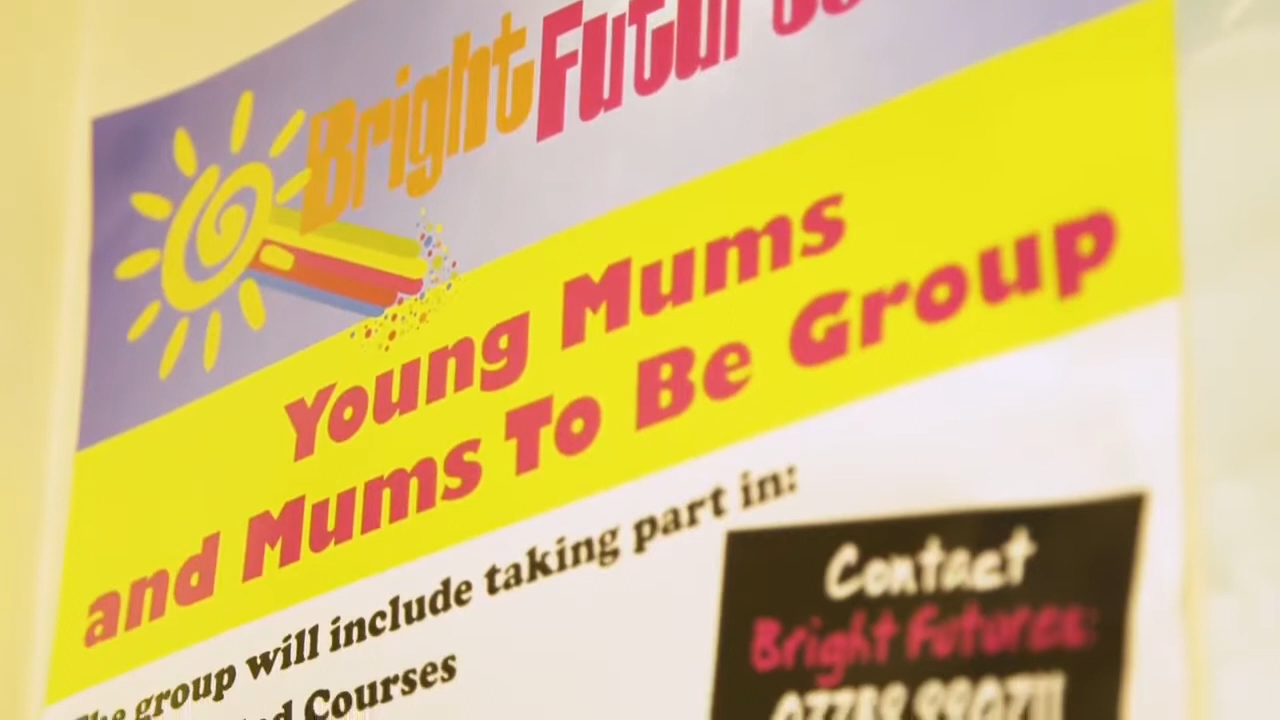 Bright Futures
Young Mums
and Mums To Be Group
The group will include taking part in:
Courses
Contact
Bright Futures: